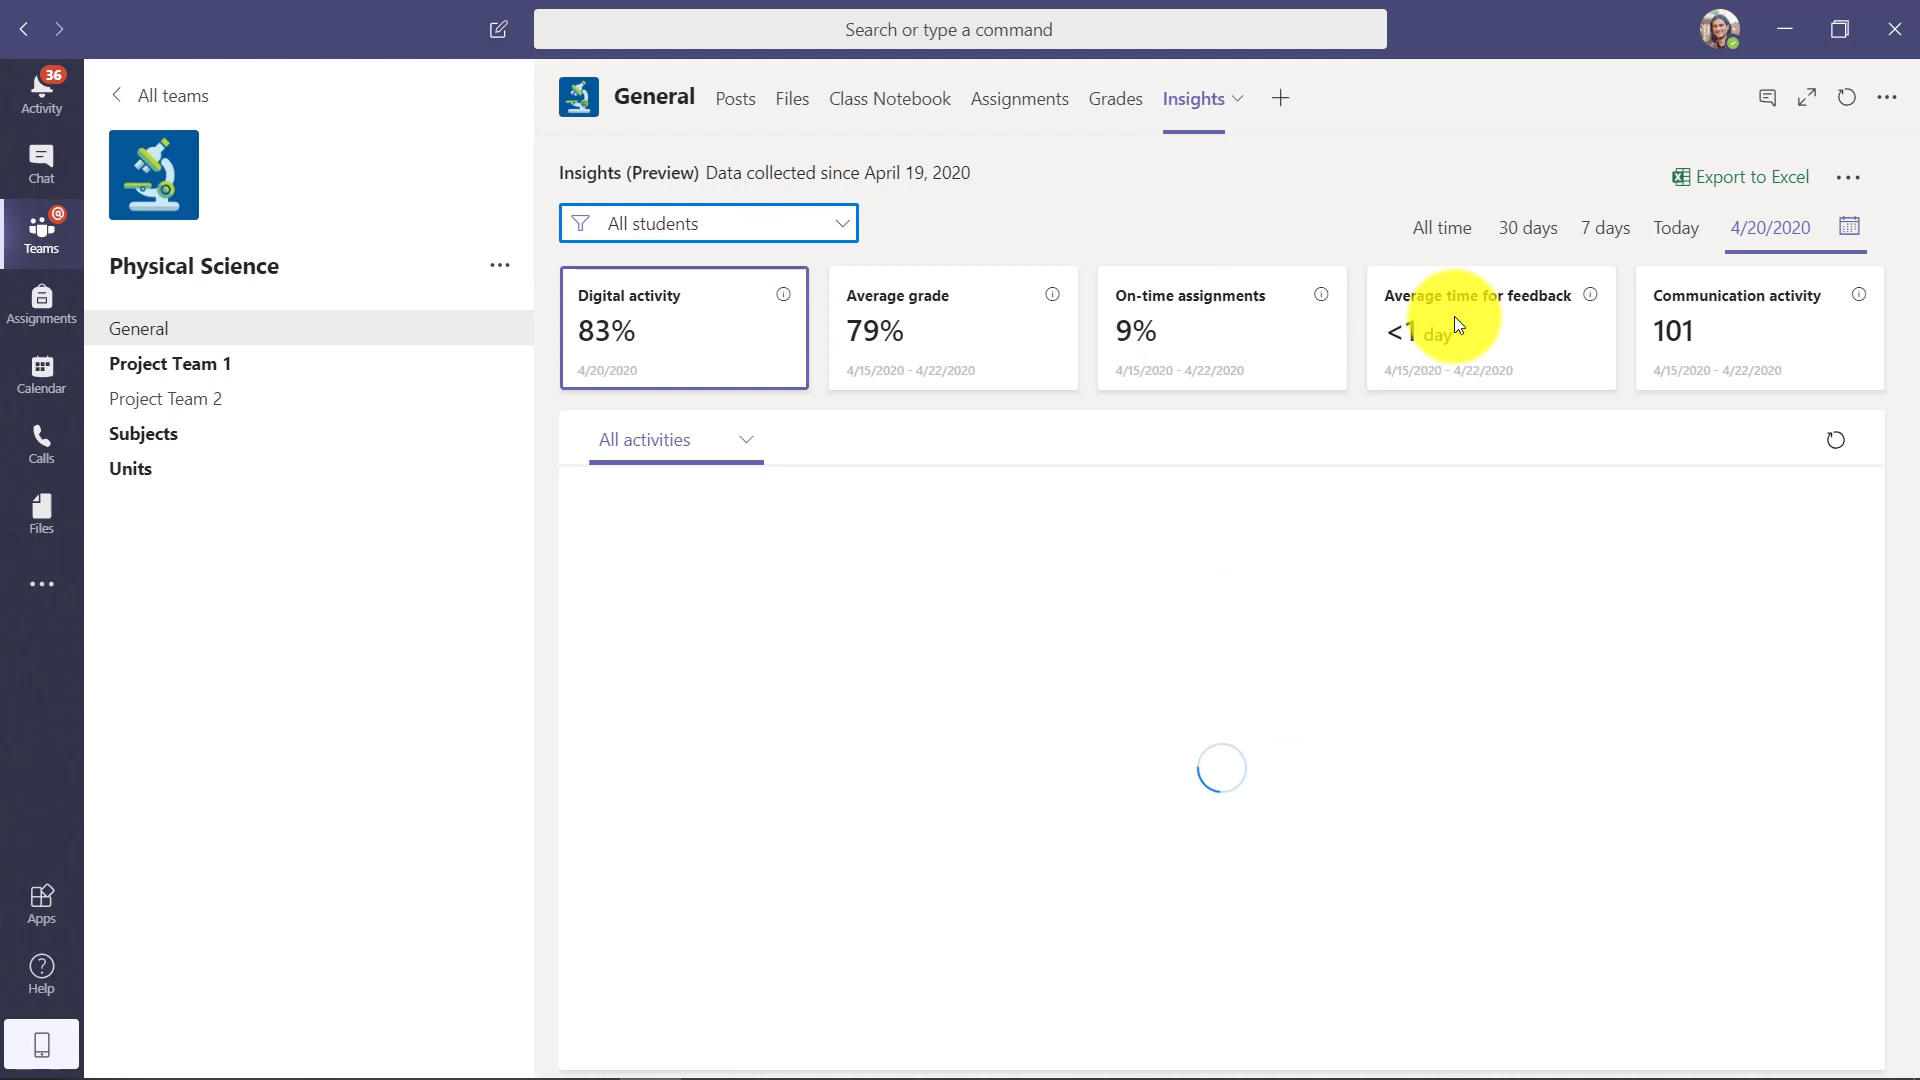 Search or type a command
36
Activity
Chat
Teams
Assignments
Calendar
Calls
Files
Apps
Help
All teams
Physical Science
General
Project Team 1
Project Team 2
Subjects
Units
General Posts Files Class Notebook Assignments Grades Insights
Insights (Preview) Data collected since April 19, 2020
Export to Excel
All students
All time 30 days 7 days Today 4/20/2020
Digital activity
83%
4/20/2020
Average grade
79%
4/15/2020 - 4/22/2020
On-time assignments
9%
4/15/2020 - 4/22/2020
Average time for feedback
<1 day
4/15/2020 - 4/22/2020
Communication activity
101
4/15/2020 - 4/22/2020
All activities